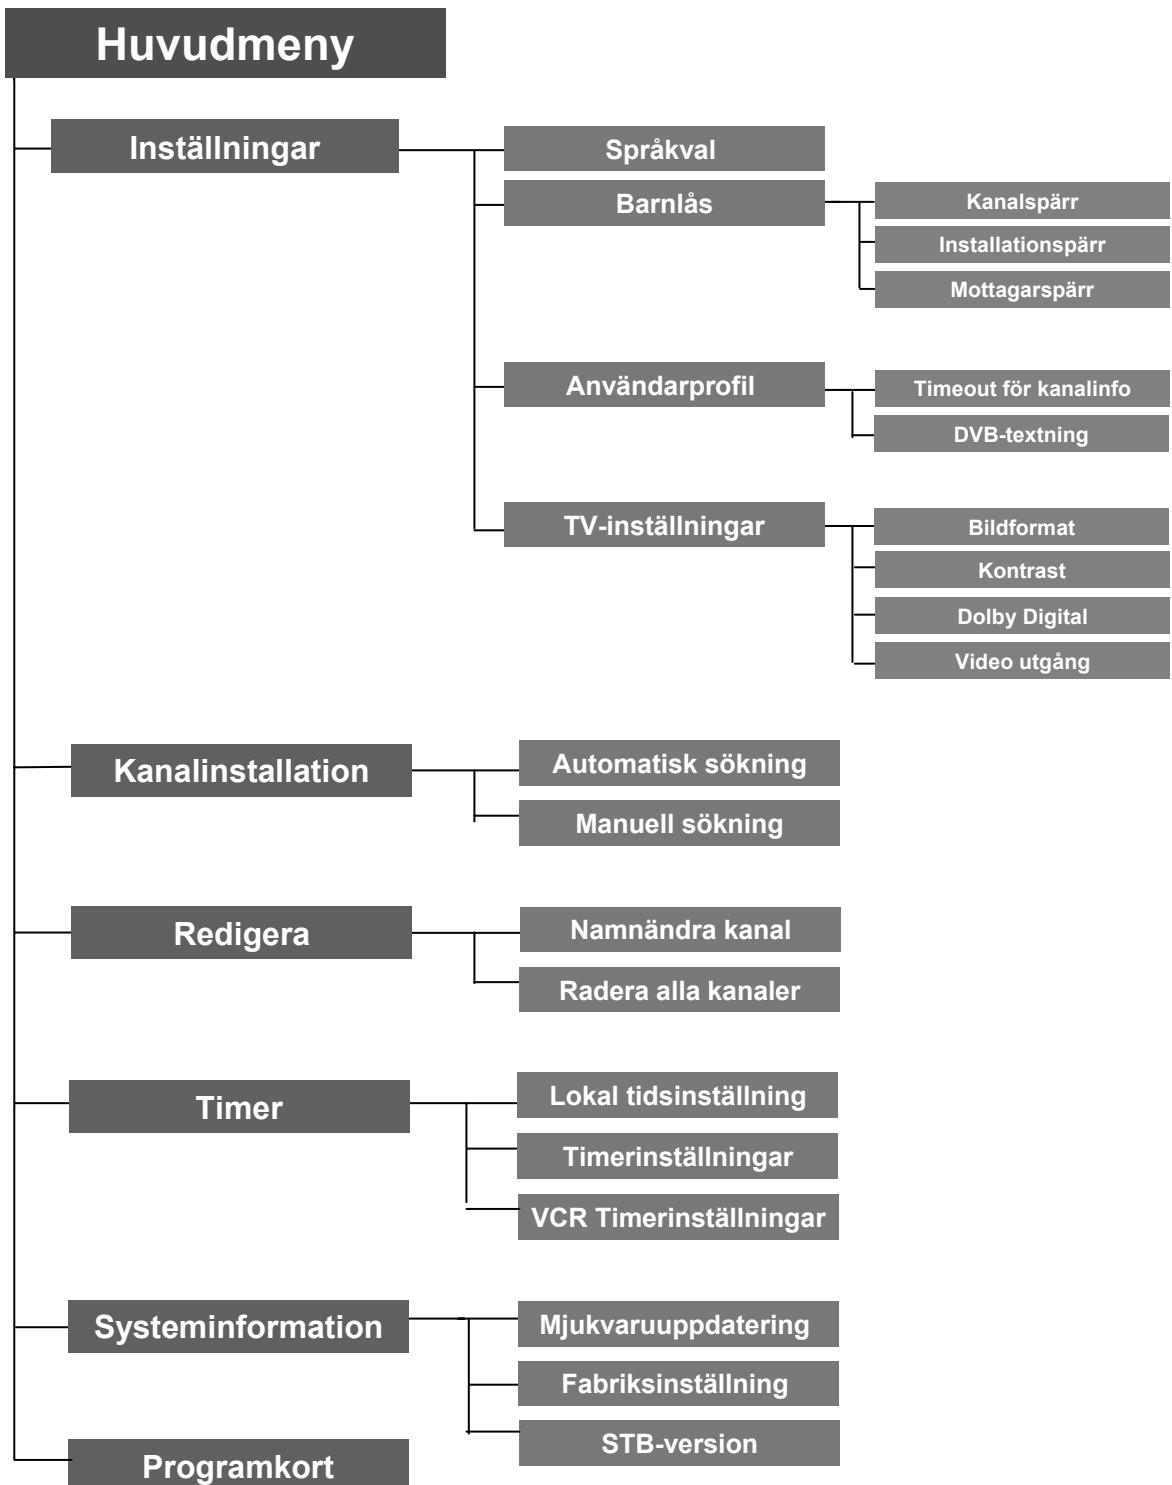 Huvudmeny
Inställningar
Språkval
Barnlås
Kanalspärr
Installationspärr
Mottagarspärr
Användarprofil
Timeout för kanalinfo
DVB-textning
TV-inställningar
Bildformat
Kontrast
Dolby Digital
Video utgång
Kanalinstallation
Automatisk sökning
Manuell sökning
Redigera
Namnändra kanal
Radera alla kanaler
Timer
Lokal tidsinställning
Timerinställningar
VCR Timerinställningar
Systeminformation
Mjukvaruuppdatering
Fabriksinställning
STB-version
Programkort